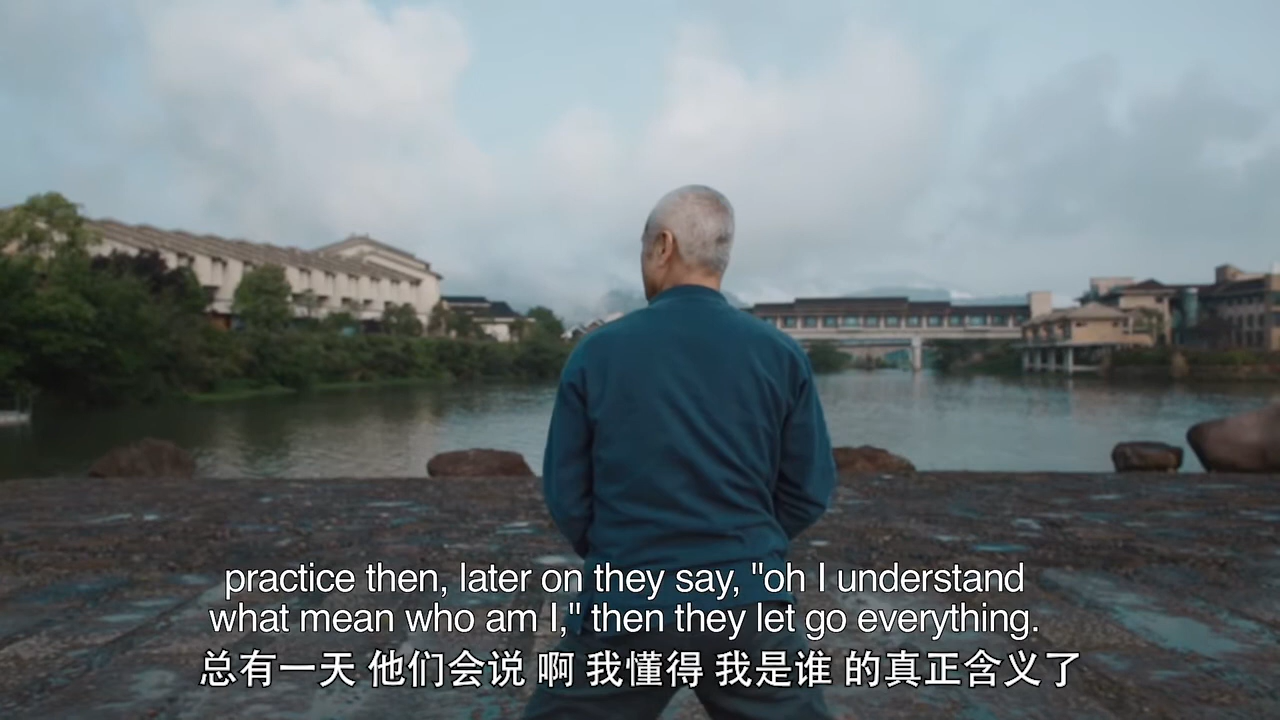 practice then, later on they say, "oh I understand
what mean who am I," then they let go everything.
总有一天 他们会说 啊 我懂得 我是谁 的真正含义了